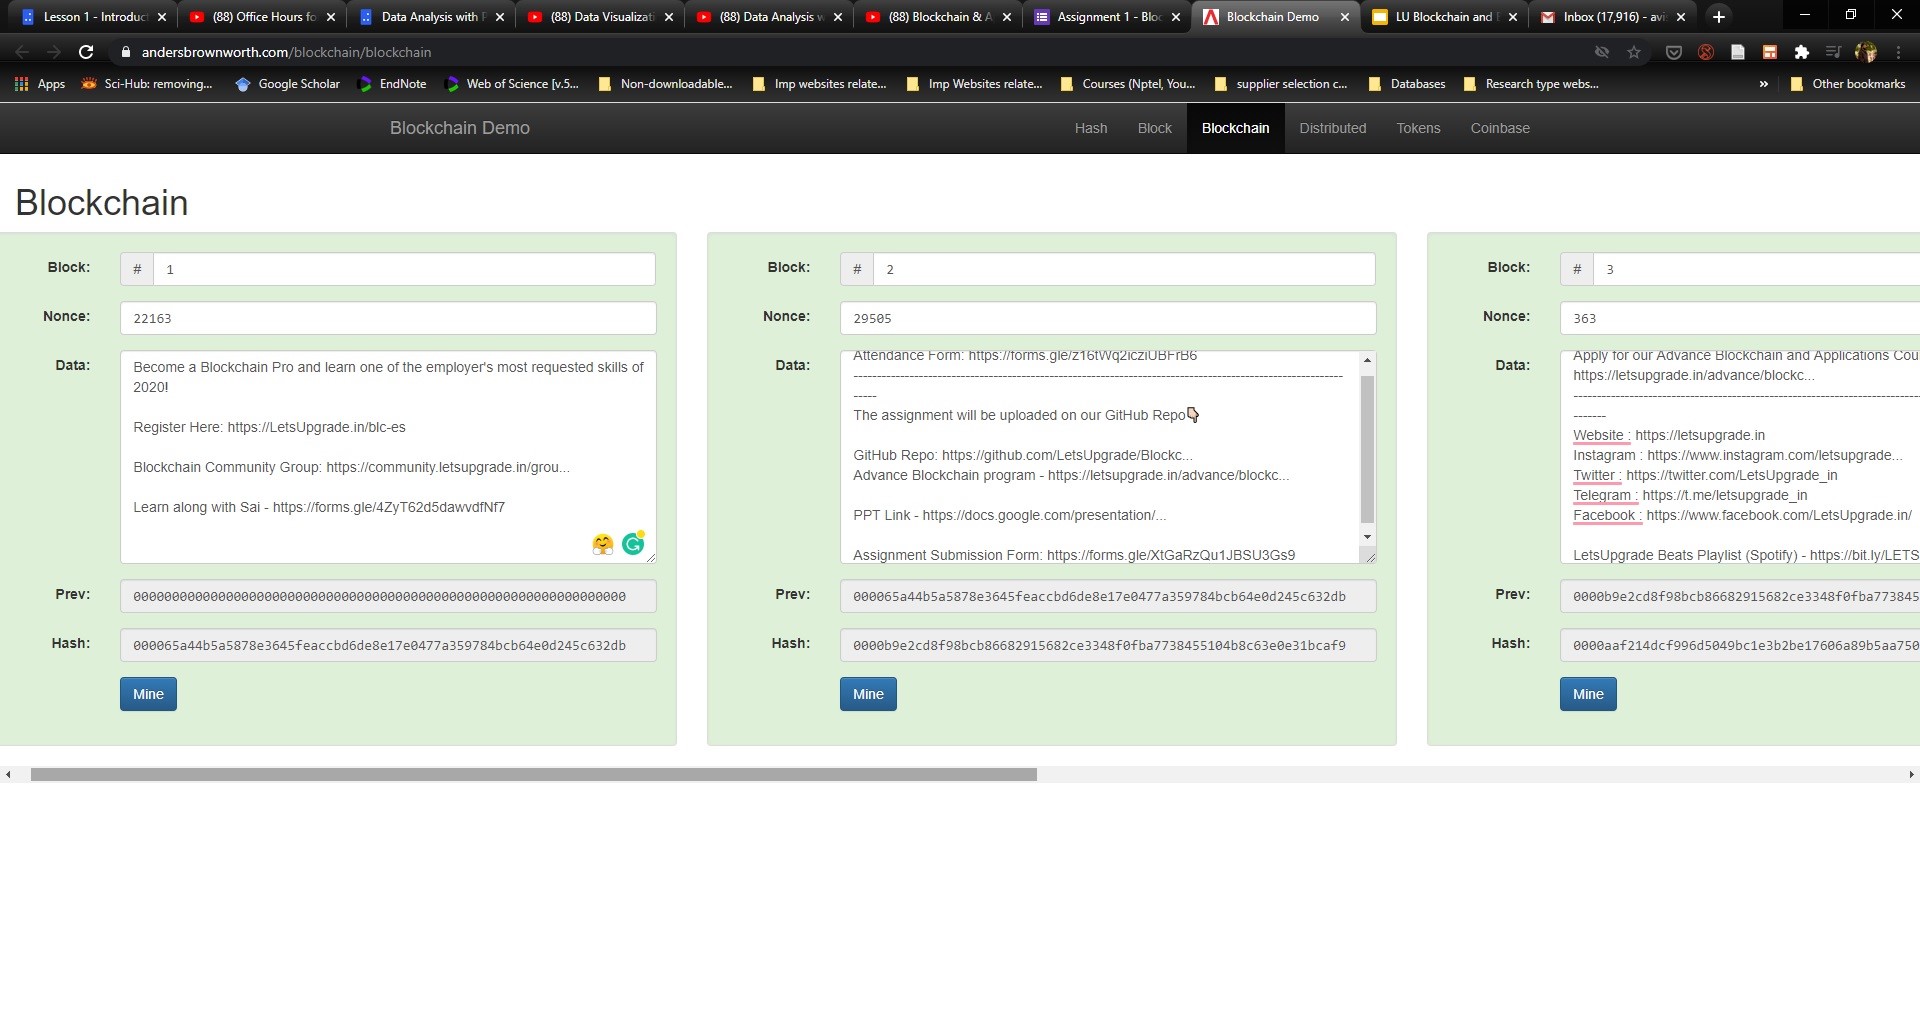 Lesson 1 - Introduct
(88) Office Hours fo
Data Analysis with P
(88) Data Visualizati
(88) Data Analysis w
(88) Blockchain & A
Assignment 1 - Bloc
Blockchain Demo
LU Blockchain and
Inbox (17,916) - avi
andersbrownworth.com/blockchain/blockchain
Apps
Sci-Hub: removing...
Google Scholar
EndNote
Web of Science [v.5...
Non-downloadable...
Imp websites relate...
Imp Websites relate...
Courses (Nptel, You...
supplier selection c...
Databases
Research type webs...
»
Other bookmarks
Blockchain Demo
Hash
Block
Blockchain
Distributed
Tokens
Coinbase
Blockchain
Block:
# 1
Nonce:
22163
Data:
Become a Blockchain Pro and learn one of the employer's most requested skills of
2020!
Register Here: https://LetsUpgrade.in/blc-es
Blockchain Community Group: https://community.letsupgrade.in/grou...
Learn along with Sai - https://forms.gle/4ZyT62d5dawvdfNf7
Prev:
0000000000000000000000000000000000000000000000000000000000000000
Hash:
000065a44b5a5878e3645feaccbd6de8e17e0477a359784bcb64e0d245c632db
Mine
Block:
# 2
Nonce:
29505
Data:
Attendance Form: https://forms.gle/z16tWq2icziUBFrB6
----------------------------------------------------------------------------------------------------
-----
The assignment will be uploaded on our GitHub Repo👇🏻
GitHub Repo: https://github.com/LetsUpgrade/Blockc...
Advance Blockchain program - https://letsupgrade.in/advance/blockc...
PPT Link - https://docs.google.com/presentation/...
Assignment Submission Form: https://forms.gle/XtGaRzQu1JBSU3Gs9
Prev:
000065a44b5a5878e3645feaccbd6de8e17e0477a359784bcb64e0d245c632db
Hash:
0000b9e2cd8f98bcb86682915682ce3348f0fba7738455104b8c63e0e31bcaf9
Mine
Block:
# 3
Nonce:
363
Data:
Apply for our Advance Blockchain and Applications Cou
https://letsupgrade.in/advance/blockc...
----------------------------------------------------------------------
-------
Website : https://letsupgrade.in
Instagram : https://www.instagram.com/letsupgrade...
Twitter : https://twitter.com/LetsUpgrade_in
Telegram : https://t.me/letsupgrade_in
Facebook : https://www.facebook.com/LetsUpgrade.in/
LetsUpgrade Beats Playlist (Spotify) - https://bit.ly/LETS
Prev:
0000b9e2cd8f98bcb86682915682ce3348f0fba773845
Hash:
0000aaf214dcf996d5049bc1e3b2be17606a89b5aa750
Mine